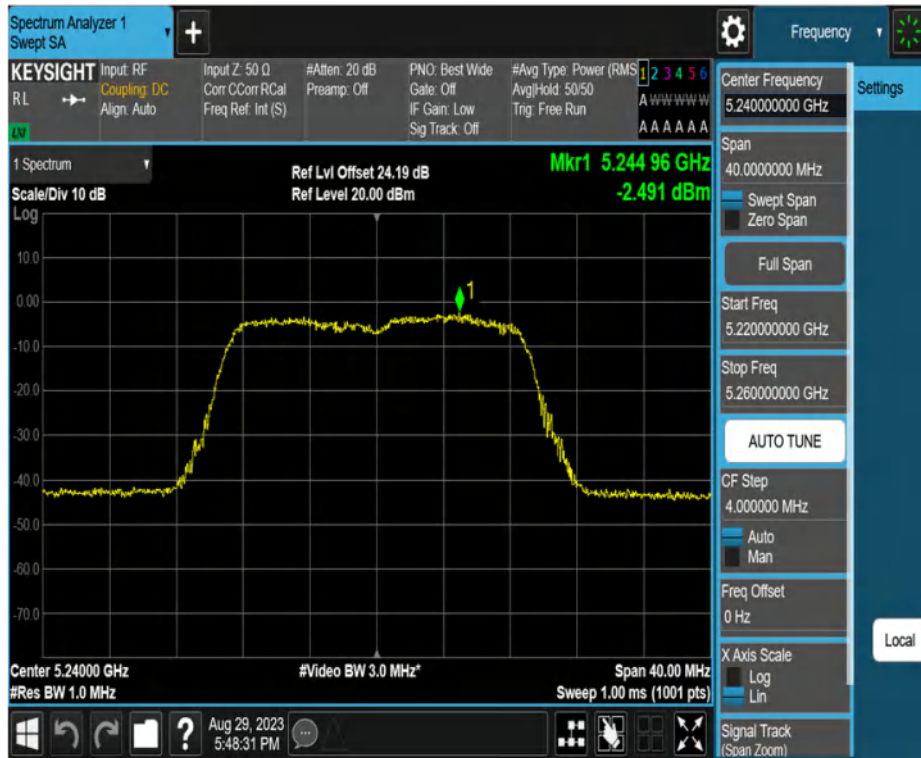 Spectrum Analyzer 1
Swept SA
Frequency
KEYSIGHT
RL
Input: RF
Coupling: DC
Align: Auto
Input Z: 50 Ω
Corr CCorr RCal
Freq Ref: Int (S)
#Atten: 20 dB
Preamp: Off
PNO: Best Wide
Gate: Off
IF Gain: Low
Sig Track: Off
#Avg Type: Power (RMS
Avg|Hold: 50/50
Trig: Free Run
1 2 3 4 5 6
A W W W W W
A A A A A A
1 Spectrum
Scale/Div 10 dB
Ref Lvl Offset 24.19 dB
Ref Level 20.00 dBm
Mkr1 5.244 96 GHz
-2.491 dBm
Log
10.0
0.00
-10.0
-20.0
-30.0
-40.0
-50.0
-60.0
-70.0
1
Center 5.24000 GHz
#Res BW 1.0 MHz
#Video BW 3.0 MHz*
Span 40.00 MHz
Sweep 1.00 ms (1001 pts)
Aug 29, 2023
5:48:31 PM
Center Frequency
5.240000000 GHz
Span
40.0000000 MHz
Swept Span
Zero Span
Full Span
Start Freq
5.220000000 GHz
Stop Freq
5.260000000 GHz
AUTO TUNE
CF Step
4.000000 MHz
Auto
Man
Freq Offset
0 Hz
X Axis Scale
Log
Lin
Signal Track
(Span Zoom)
Settings
Local